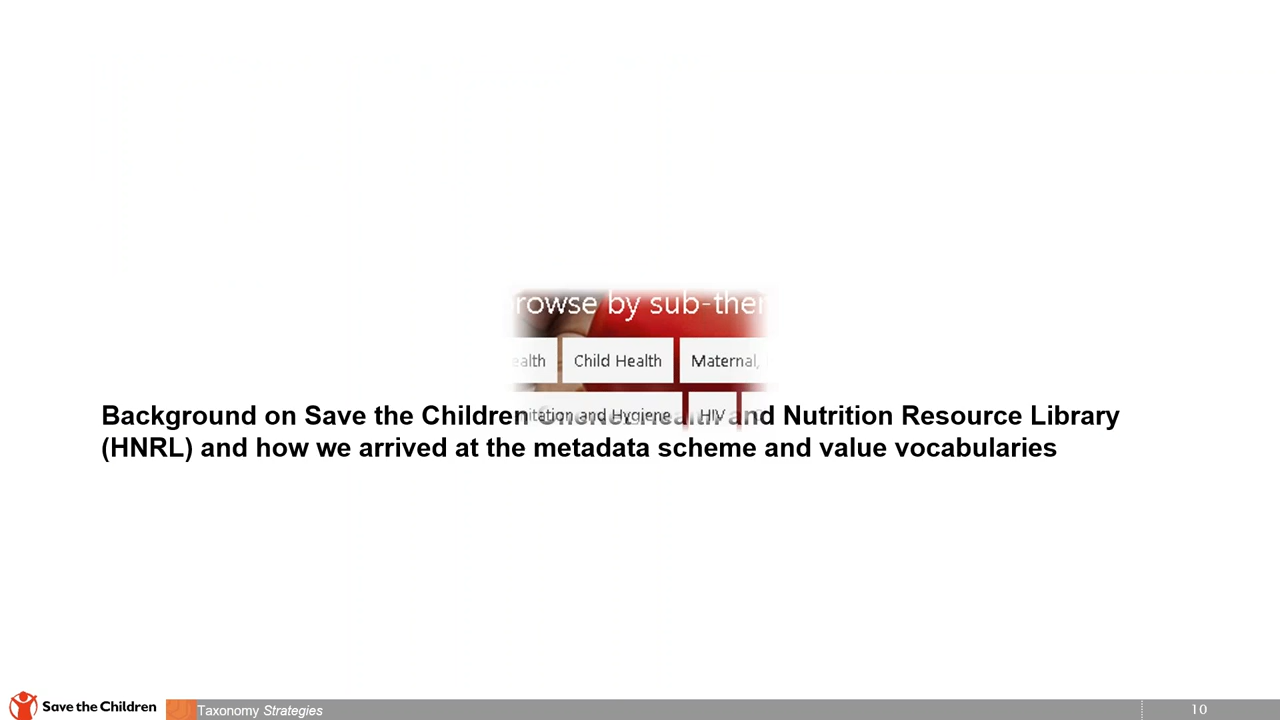 rowse by sub-ther
ealth Child Health Maternal,
itation and Hygiene HIV
Background on Save the Children Health and Nutrition Resource Library
(HNRL) and how we arrived at the metadata scheme and value vocabularies
Save the Children Taxonomy Strategies 10